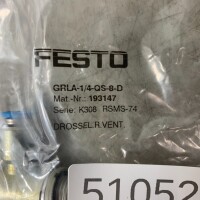 FESTO
GRLA-1/4-QS-8-D
Mat.-Nr.: 193147
Serie: K308 RSMS-74
DROSSEL.R.VENT.
51052